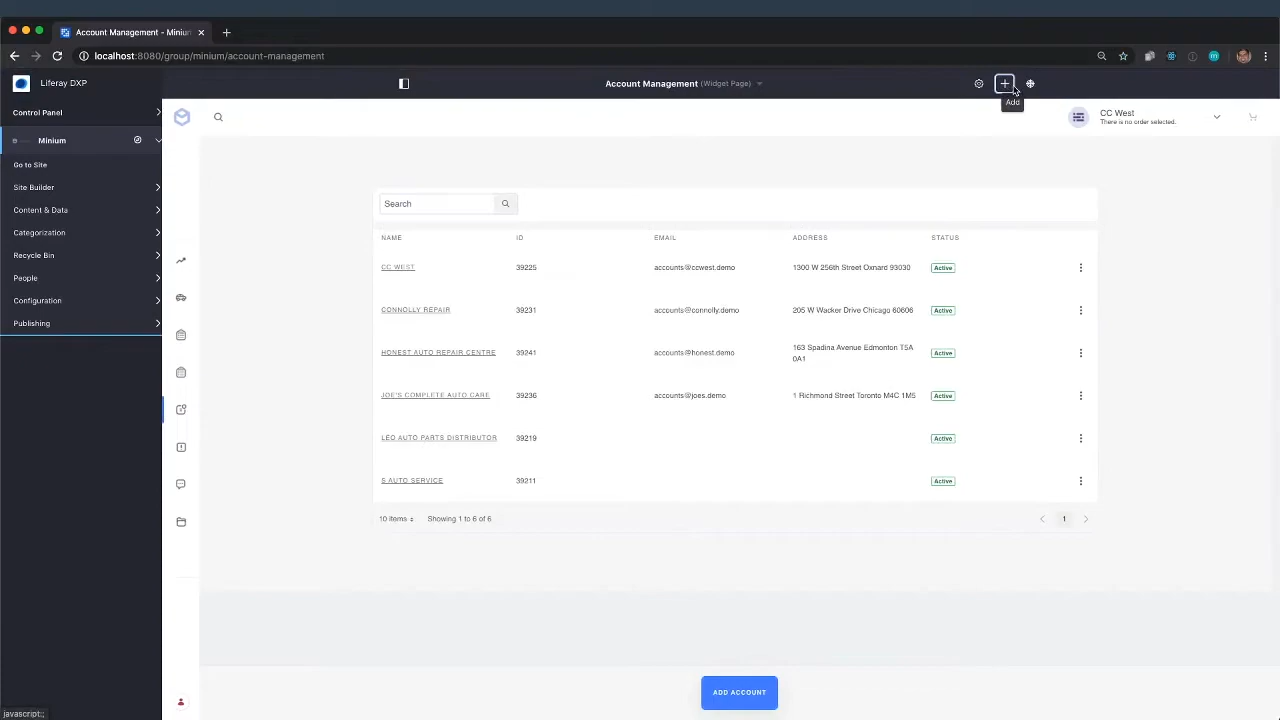 Account Management - Miniun
localhost:8080/group/minium/account-management
Liferay DXP
Account Management (Widget Page)
Add
Control Panel
Minium
Go to Site
Site Builder
Content & Data
Categorization
Recycle Bin
People
Configuration
Publishing
CC West
There is no order selected.
Search
NAME ID EMAIL ADDRESS STATUS
CC WEST 39225 accounts@ccwest.demo 1300 W 256th Street Oxnard 93030 Active
CONNOLLY REPAIR 39231 accounts@connolly.demo 205 W Wacker Drive Chicago 60606 Active
HONEST AUTO REPAIR CENTRE 39241 accounts@honest.demo 163 Spadina Avenue Edmonton T5A 0A1 Active
JOE'S COMPLETE AUTO CARE 39236 accounts@joes.demo 1 Richmond Street Toronto M4C 1M5 Active
LEO AUTO PARTS DISTRIBUTOR 39219 Active
S AUTO SERVICE 39211 Active
10 Items Showing 1 to 6 of 6 1
ADD ACCOUNT
javascript:;